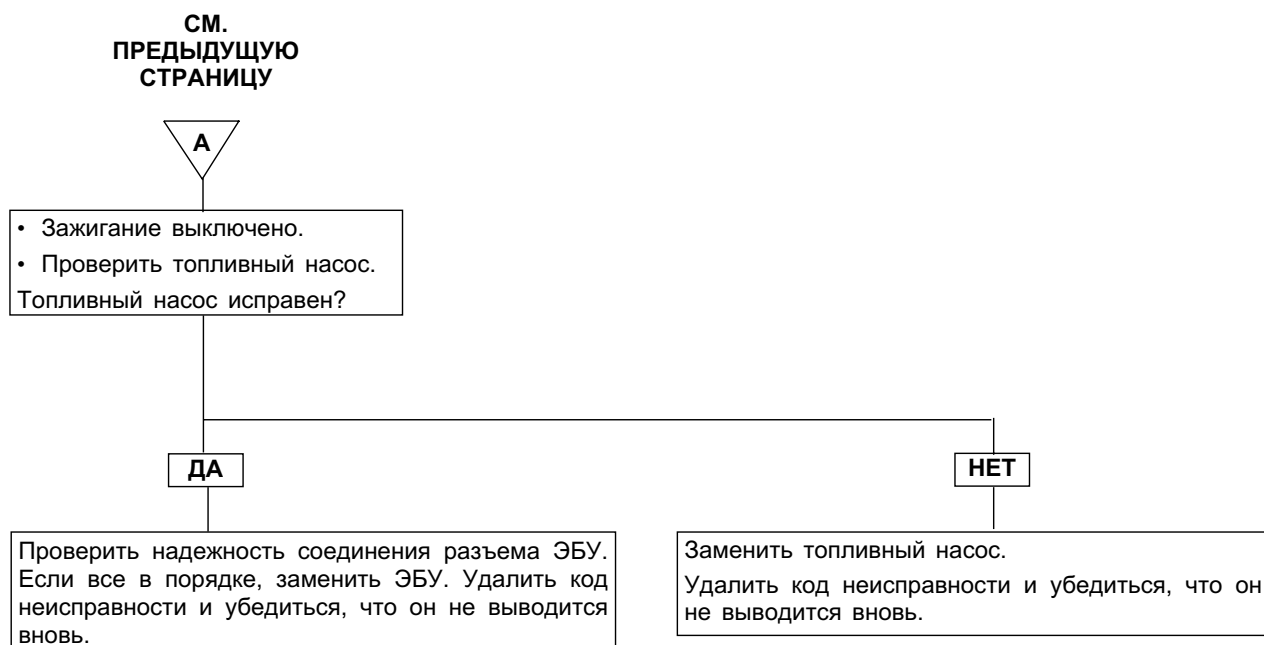 СМ.
ПРЕДЫДУЩУЮ
СТРАНИЦУ
А
• Зажигание выключено.
• Проверить топливный насос.
Топливный насос исправен?
ДА
НЕТ
Проверить надежность соединения разъема ЭБУ.
Если все в порядке, заменить ЭБУ. Удалить код
неисправности и убедиться, что он не выводится
вновь.
Заменить топливный насос.
Удалить код неисправности и убедиться, что он
не выводится вновь.